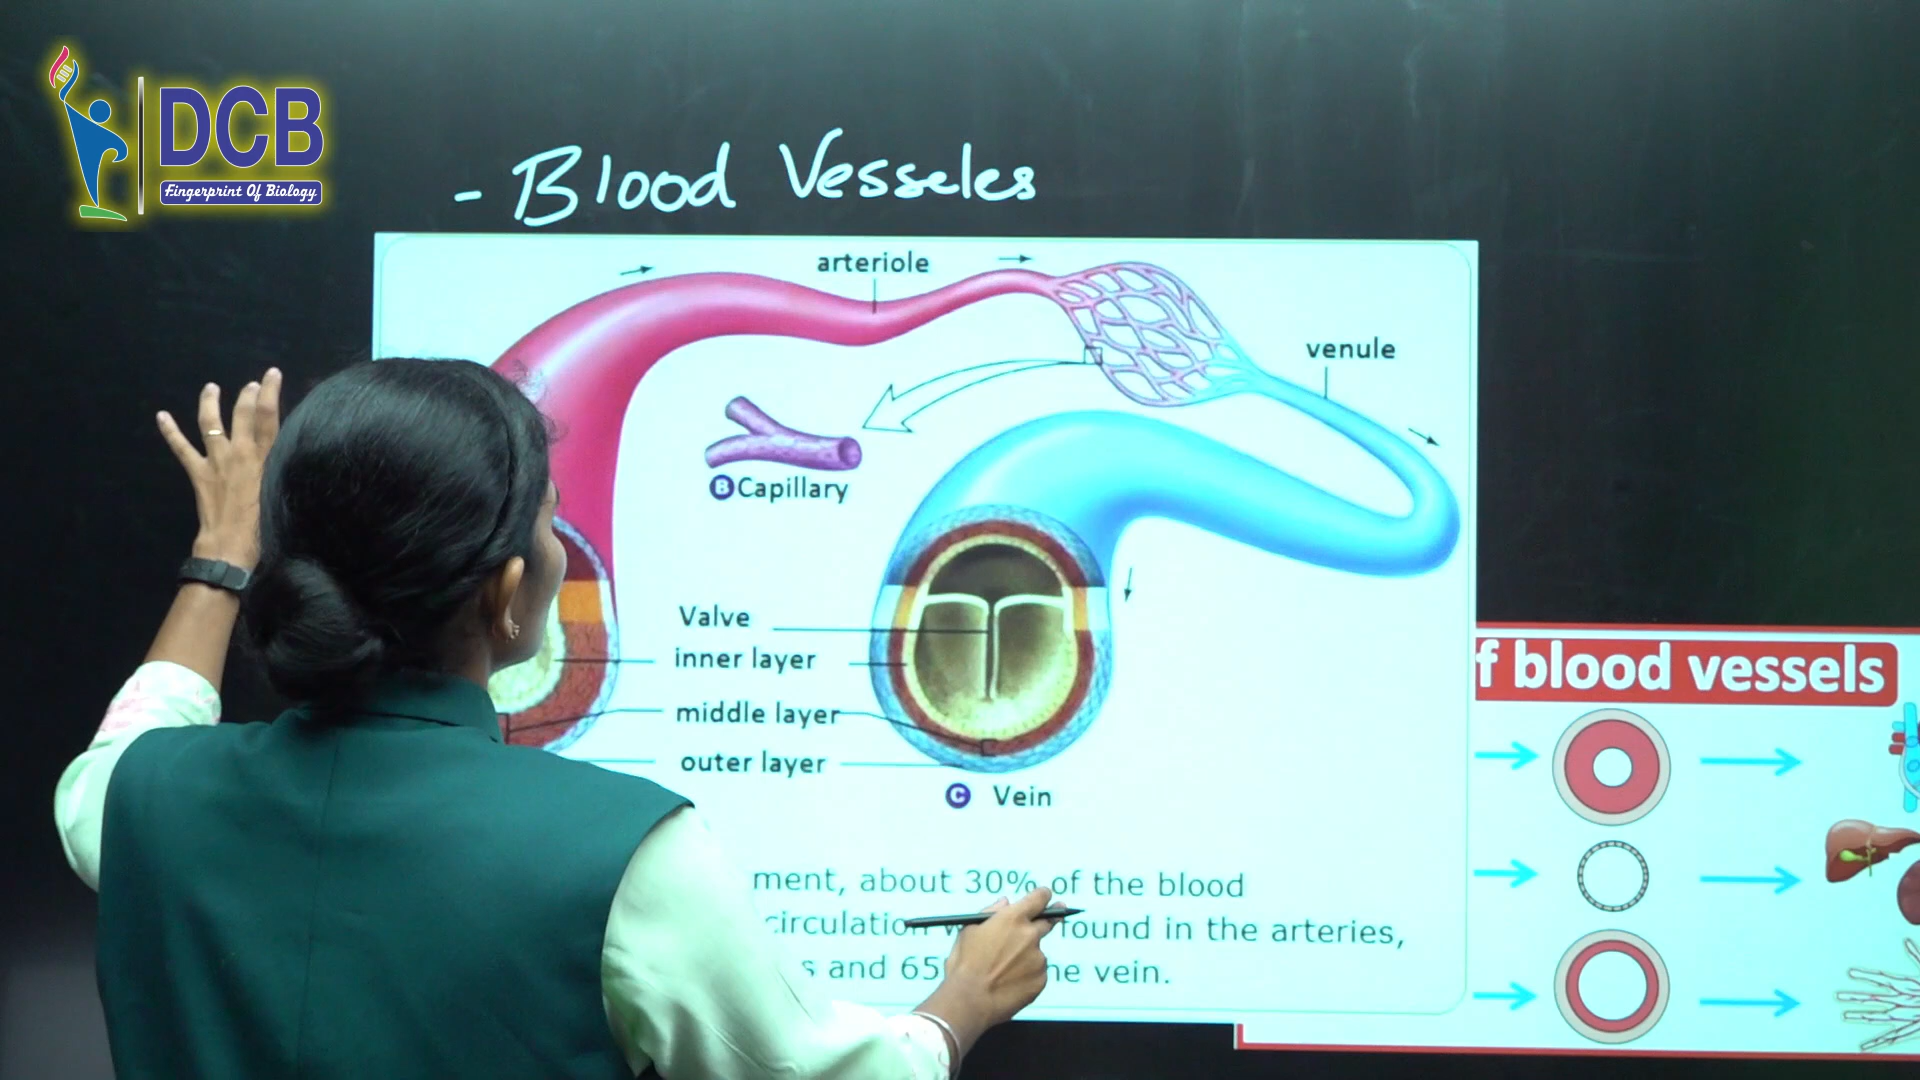 DCB
Fingerprint Of Biology
- Blood Vesseles
arteriole
venule
B Capillary
Valve
inner layer
middle layer
outer layer
C Vein
ment, about 30% of the blood
circulation found in the arteries,
s and 65 vein.
f blood vessels